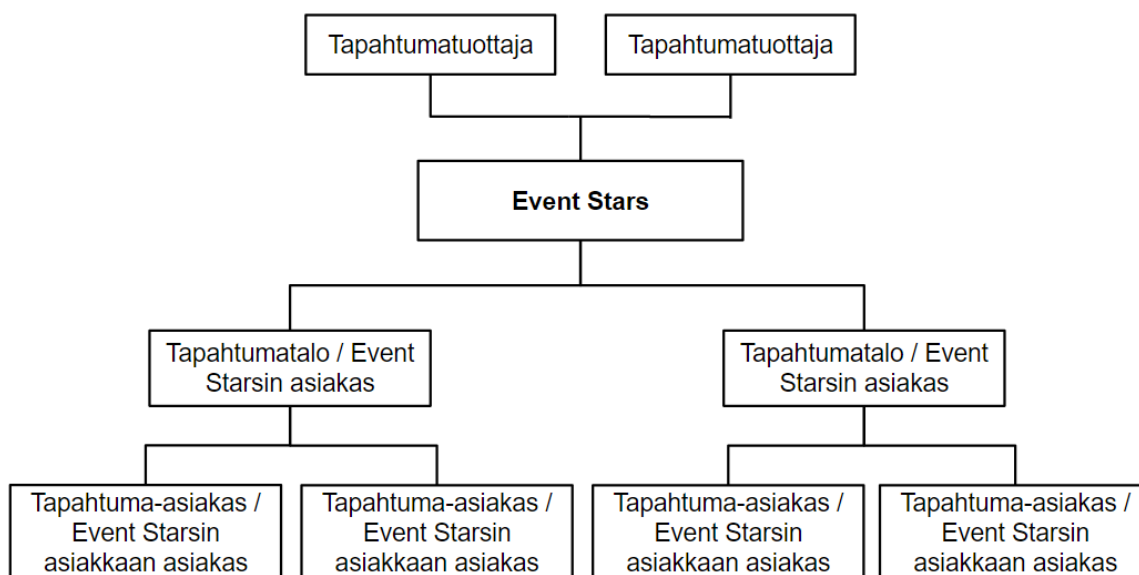 Tapahtumatuottaja
Tapahtumatuottaja
Event Stars
Tapahtumatalo / Event
Starsin asiakas
Tapahtumatalo / Event
Starsin asiakas
Tapahtuma-asiakas /
Event Starsin
asiakkaan asiakas
Tapahtuma-asiakas /
Event Starsin
asiakkaan asiakas
Tapahtuma-asiakas /
Event Starsin
asiakkaan asiakas
Tapahtuma-asiakas /
Event Starsin
asiakkaan asiakas